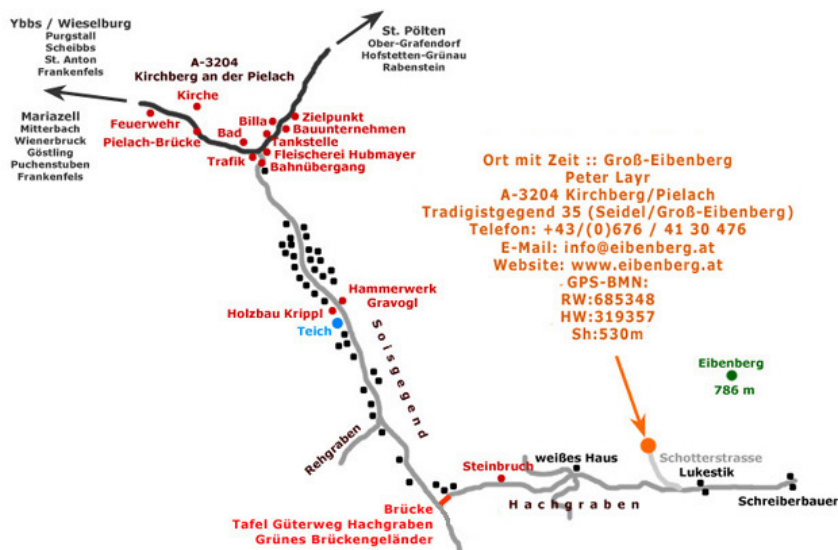 Ybbs / Wieselburg
Purgstall
Scheibbs
St. Anton
Frankenfels
Mariazell
Mitterbach
Wienerbruck
Göstling
Puchenstuben
Frankenfels
A-3204
Kirchberg an der Pielach
St. Pölten
Ober-Grafendorf
Hofstetten-Grünau
Rabenstein
Kirche
Feuerwehr
Pielach-Brücke
Bad
Billa
Trafik
Zielpunkt
Bauunternehmen
Tankstelle
Fleischerei Hubmayer
Bahnübergang
Ort mit Zeit :: Groß-Eibenberg
Peter Layr
A-3204 Kirchberg/Pielach
Tradigistgegend 35 (Seidel/Groß-Eibenberg)
Telefon: +43/(0)676 / 41 30 476
E-Mail: info@eibenberg.at
Website: www.eibenberg.at
GPS-BMN:
RW:685348
HW:319357
Sh:530m
Hammerwerk
Gravogl
Holzbau Krippl
Teich
Soisgegend
Eibenberg
786 m
Rehgraben
Steinbruch
weißes Haus
Schotterstrasse
Lukestik
Schreiberbauer
Hachgraben
Brücke
Tafel Güterweg Hachgraben
Grünes Brückengeländer